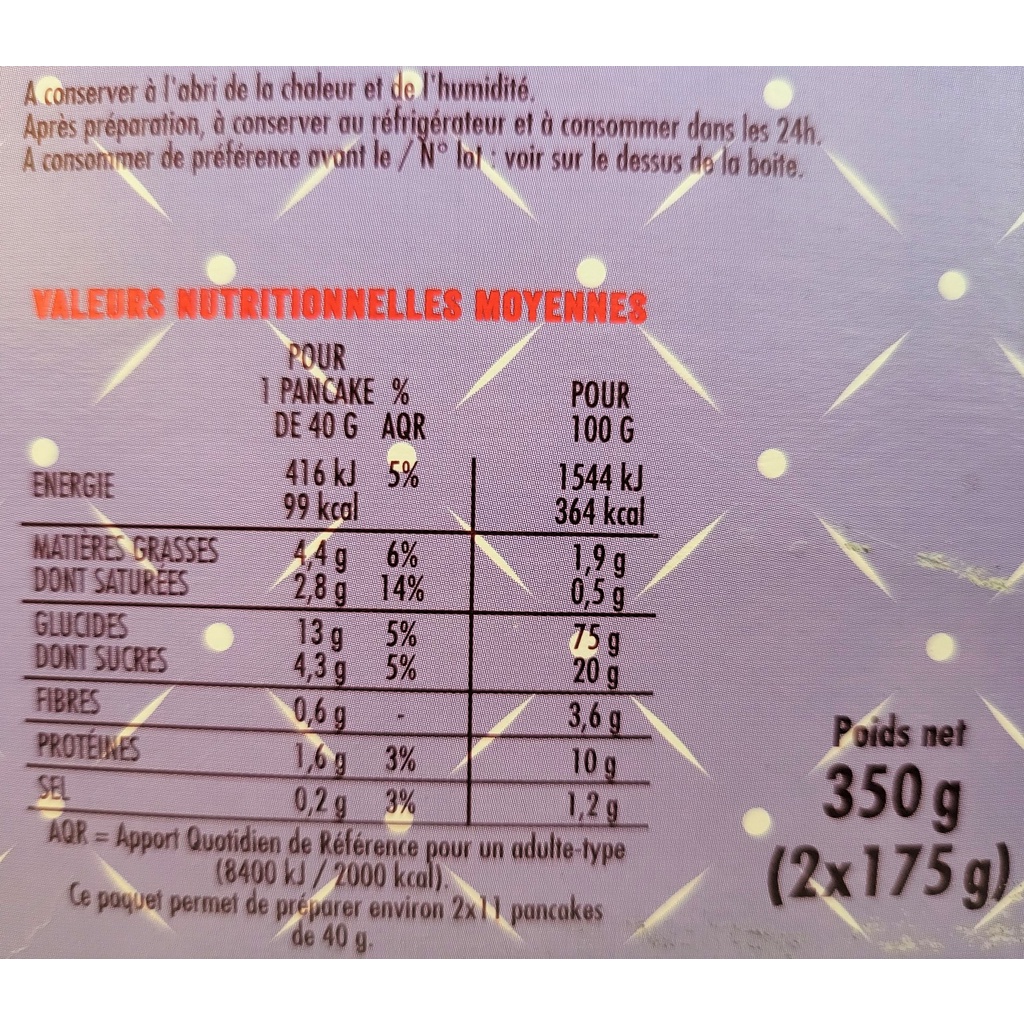 A conserver à l'abri de la chaleur et de l'humidité.
Après préparation, à conserver au réfrigérateur et à consommer dans les 24h.
A consommer de préférence avant le / N° lot : voir sur le dessus de la boite.
VALEURS NUTRITIONNELLES MOYENNES
POUR
1 PANCAKE % POUR
DE 40 G AQR 100 G
ENERGIE 416 kJ 5% 1544 kJ
99 kcal 364 kcal
MATIÈRES GRASSES 4,4 g 6% 1,9 g
DONT SATURÉES 2,8 g 14% 0,5 g
GLUCIDES 13 g 5% 75 g
DONT SUCRES 4,3 g 5% 20 g
FIBRES 0,6 g - 3,6 g
PROTÉINES 1,6 g 3% 10 g
SEL 0,2 g 3% 1,2 g
AQR = Apport Quotidien de Référence pour un adulte-type
(8400 kJ / 2000 kcal).
Ce paquet permet de préparer environ 2x11 pancakes
de 40 g.
Poids net
350 g
(2x175 g)